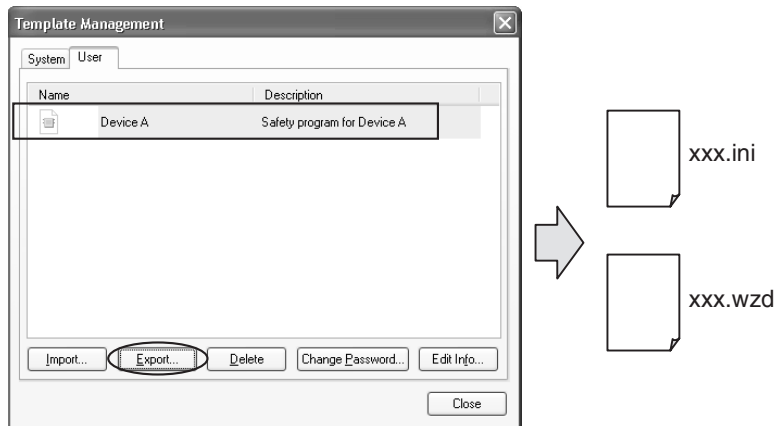 Template Management
System User
Name Description
Device A Safety program for Device A
Import... Export... Delete Change Password... Edit Info...
Close
xxx.ini
xxx.wzd